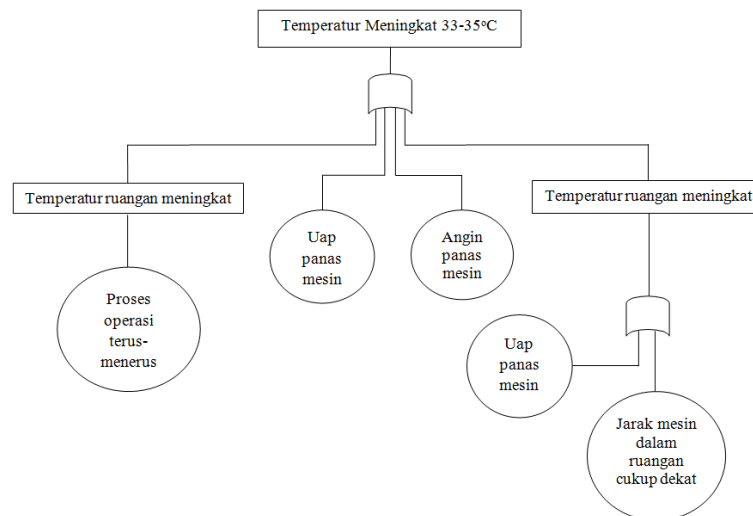 Temperatur Meningkat 33-35°C
Temperatur ruangan meningkat
Temperatur ruangan meningkat
Uap
panas
mesin
Angin
panas
mesin
Proses
operasi
terus-
menerus
Uap
panas
mesin
Jarak mesin
dalam
ruangan
cukup dekat